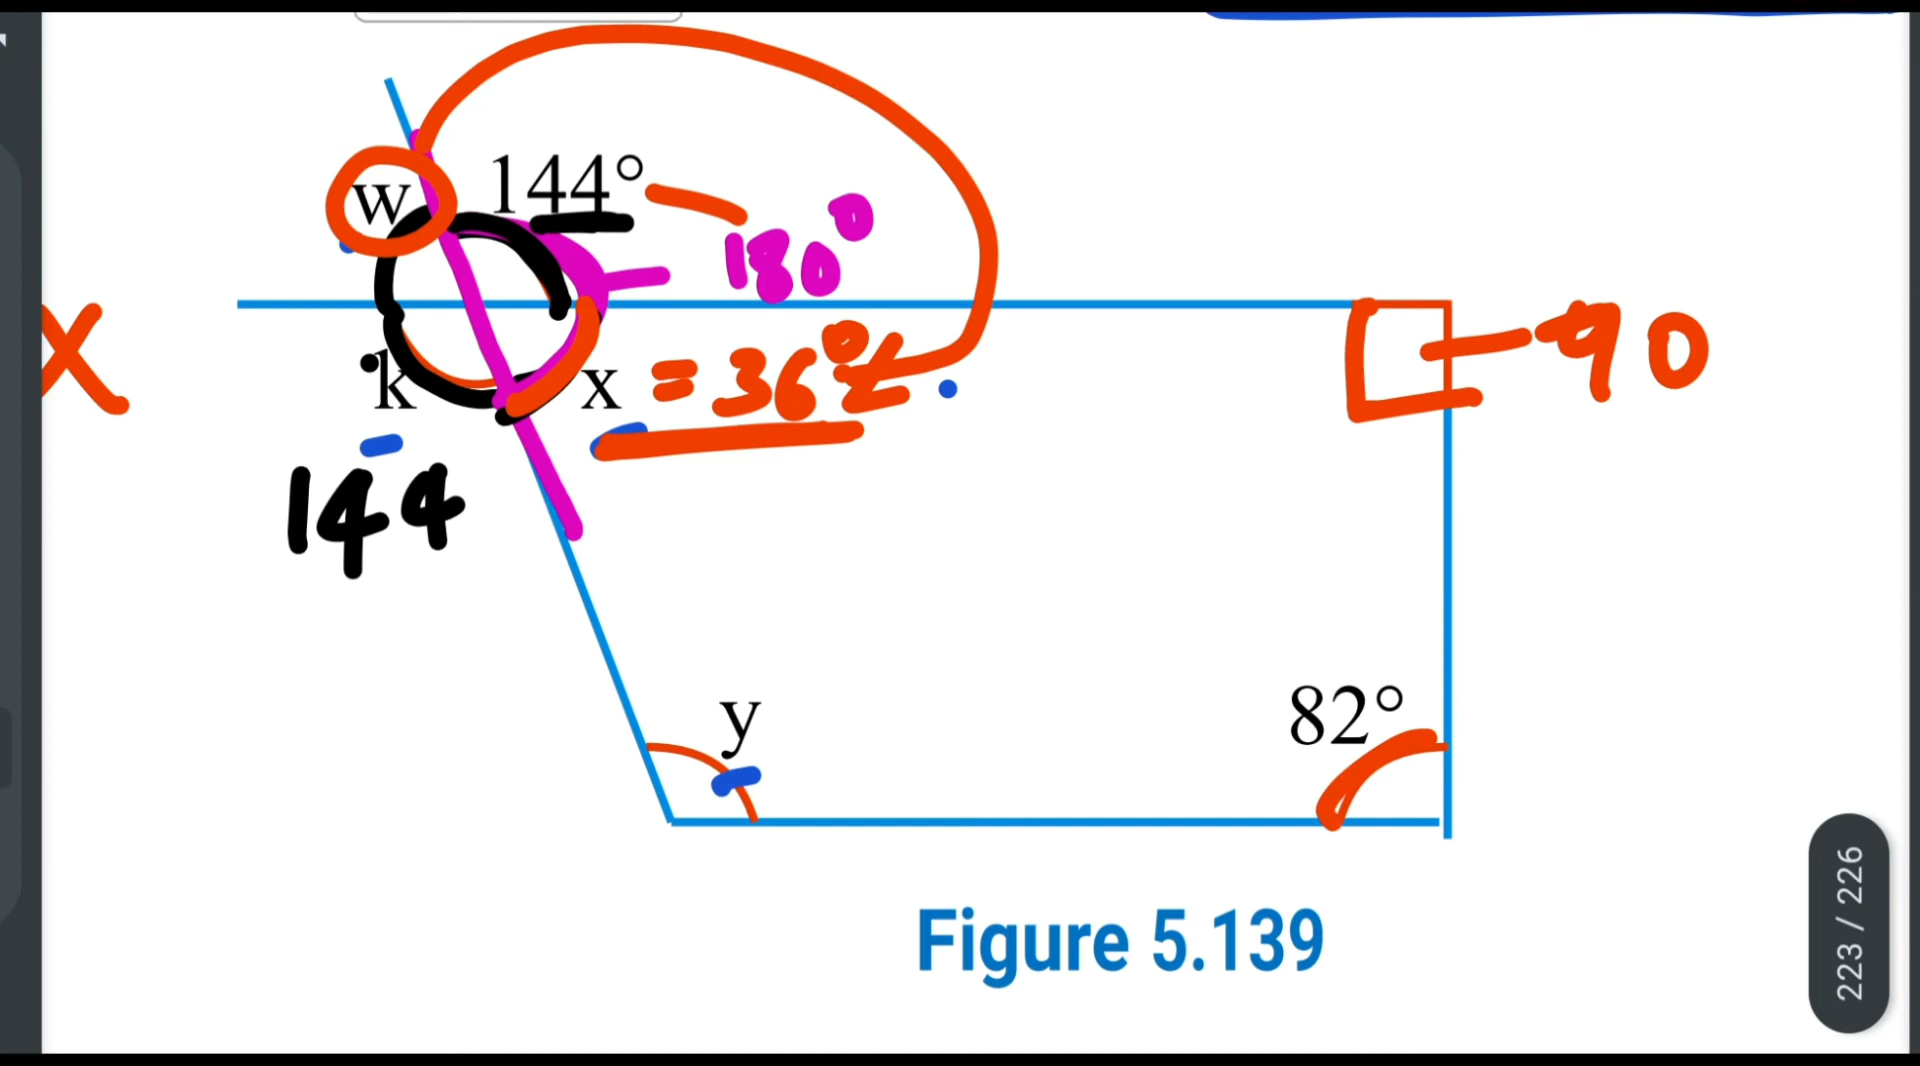 w 144°
180°
X
k x = 36°
90
144
y
82°
Figure 5.139
223 / 226